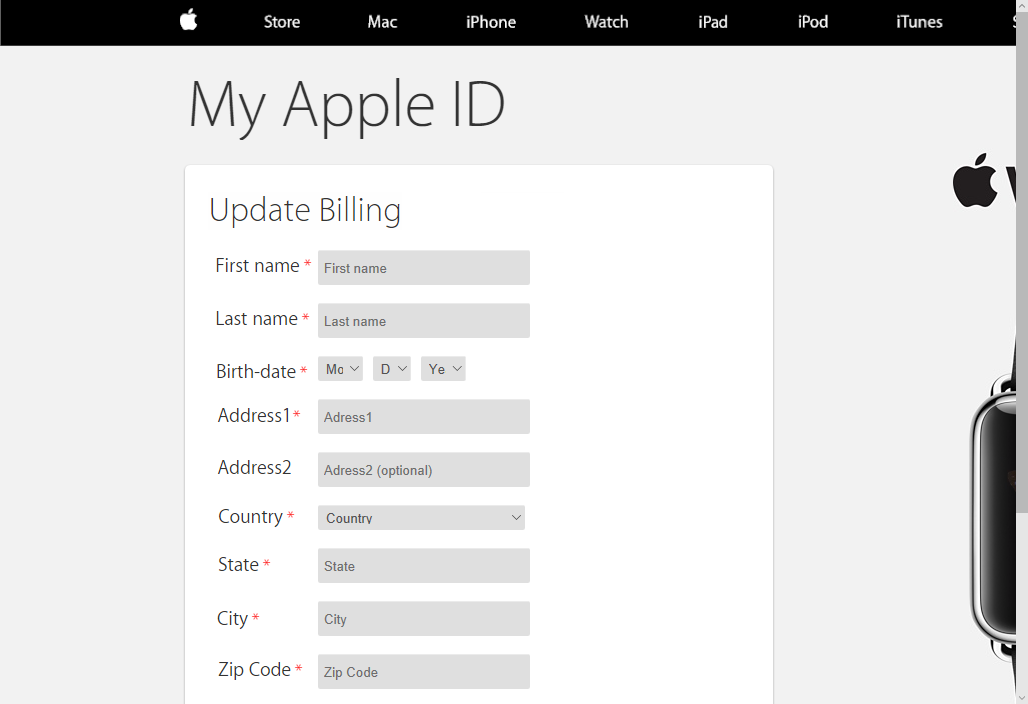 Store Mac iPhone Watch iPad iPod iTunes
My Apple ID
Update Billing
First name * First name
Last name * Last name
Birth-date * Mo D Ye
Address1* Adress1
Address2 Adress2 (optional)
Country * Country
State * State
City * City
Zip Code * Zip Code